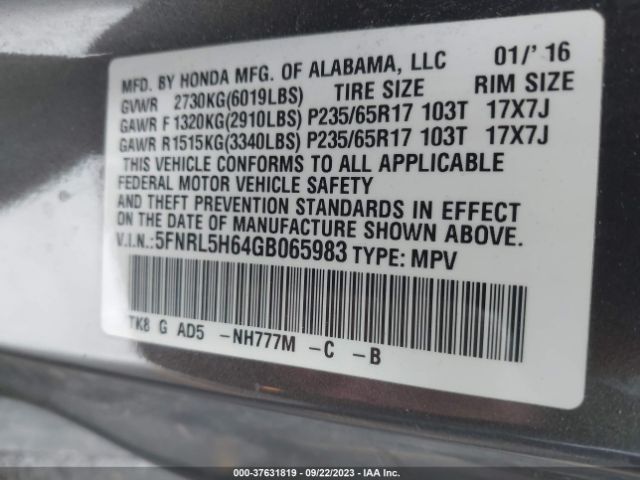 MFD. BY HONDA MFG. OF ALABAMA, LLC 01/' 16
GVWR 2730KG(6019LBS) TIRE SIZE RIM SIZE
GAWR F1320KG(2910LBS) P235/65R17 103T 17X7J
GAWR R1515KG(3340LBS) P235/65R17 103T 17X7J
THIS VEHICLE CONFORMS TO ALL APPLICABLE
FEDERAL MOTOR VEHICLE SAFETY
AND THEFT PREVENTION STANDARDS IN EFFECT
ON THE DATE OF MANUFACTURE SHOWN ABOVE.
V.I.N.:5FNRL5H64GB065983 TYPE: MPV
TK8 G AD5 -NH777M -C -B
000-37631819 - 09/22/2023 - IAA Inc.